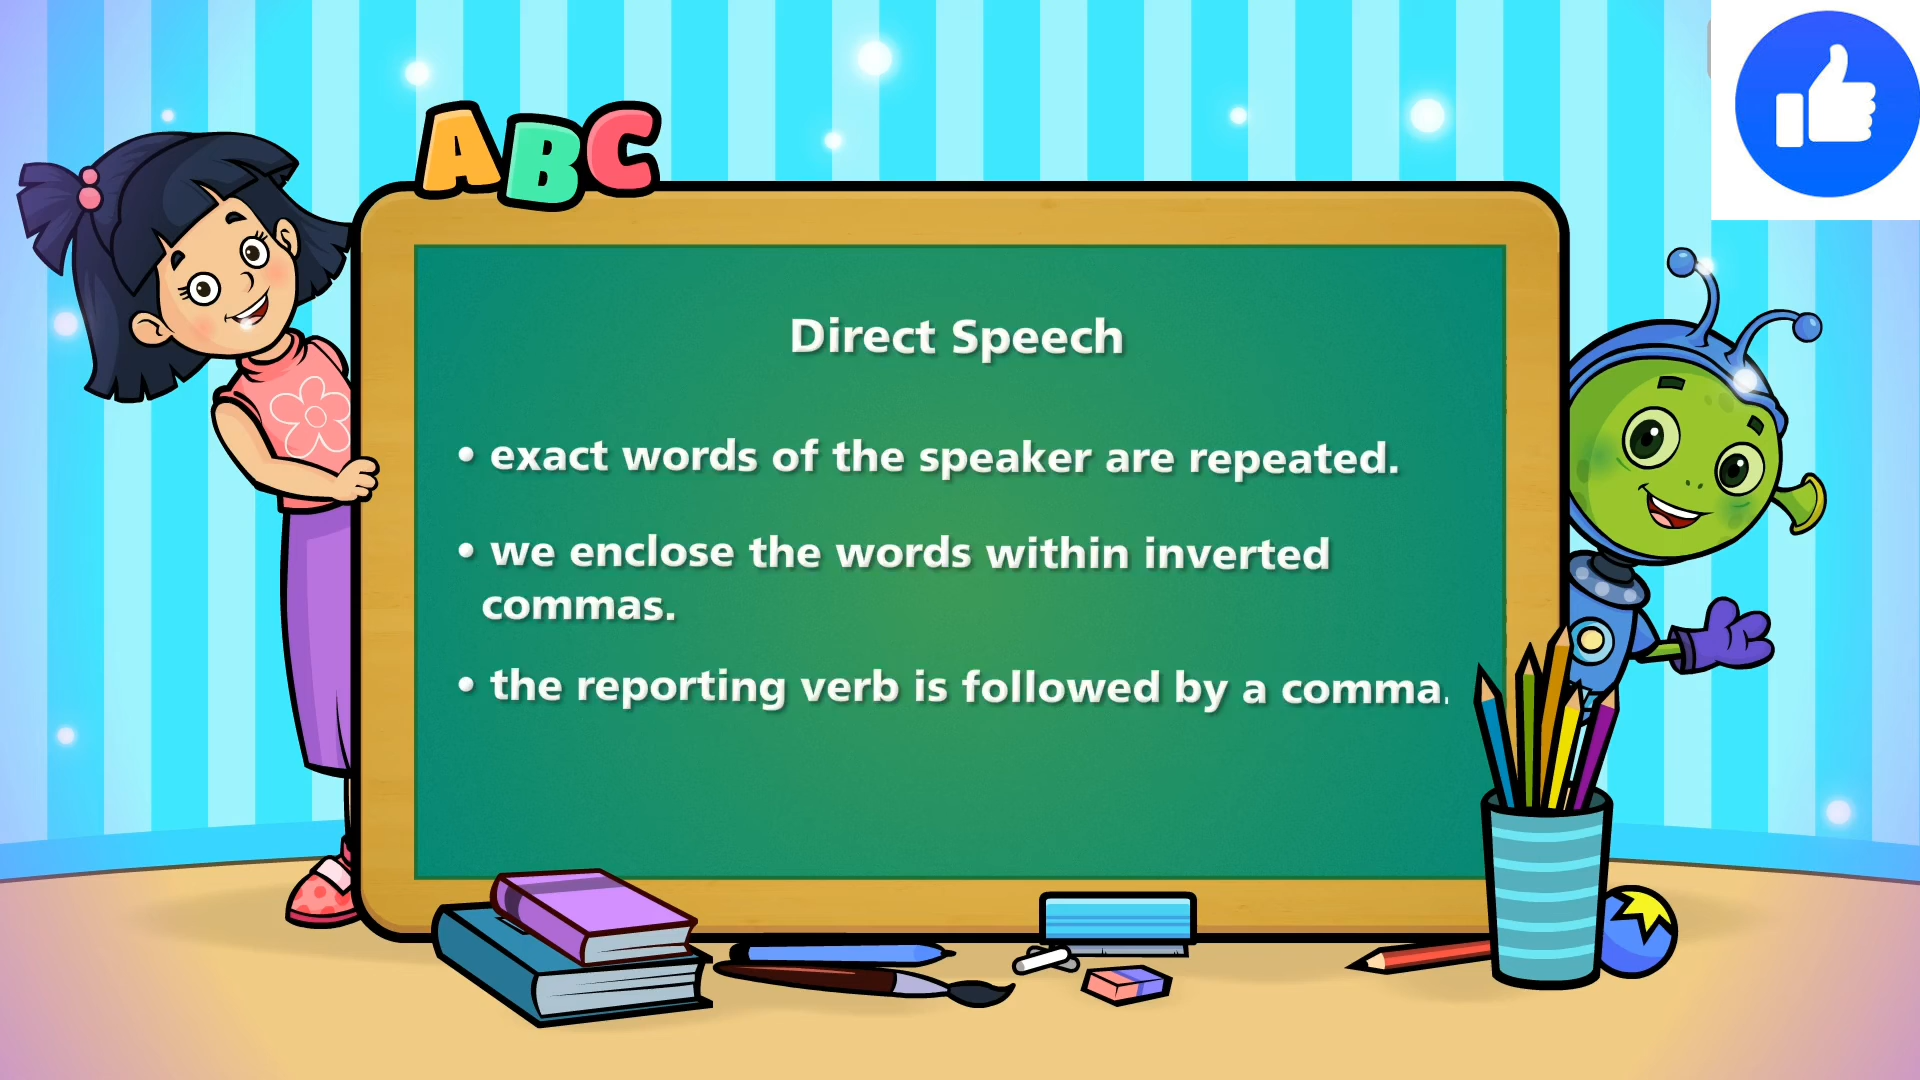 ABC
Direct Speech
• exact words of the speaker are repeated.
• we enclose the words within inverted
commas.
• the reporting verb is followed by a comma.